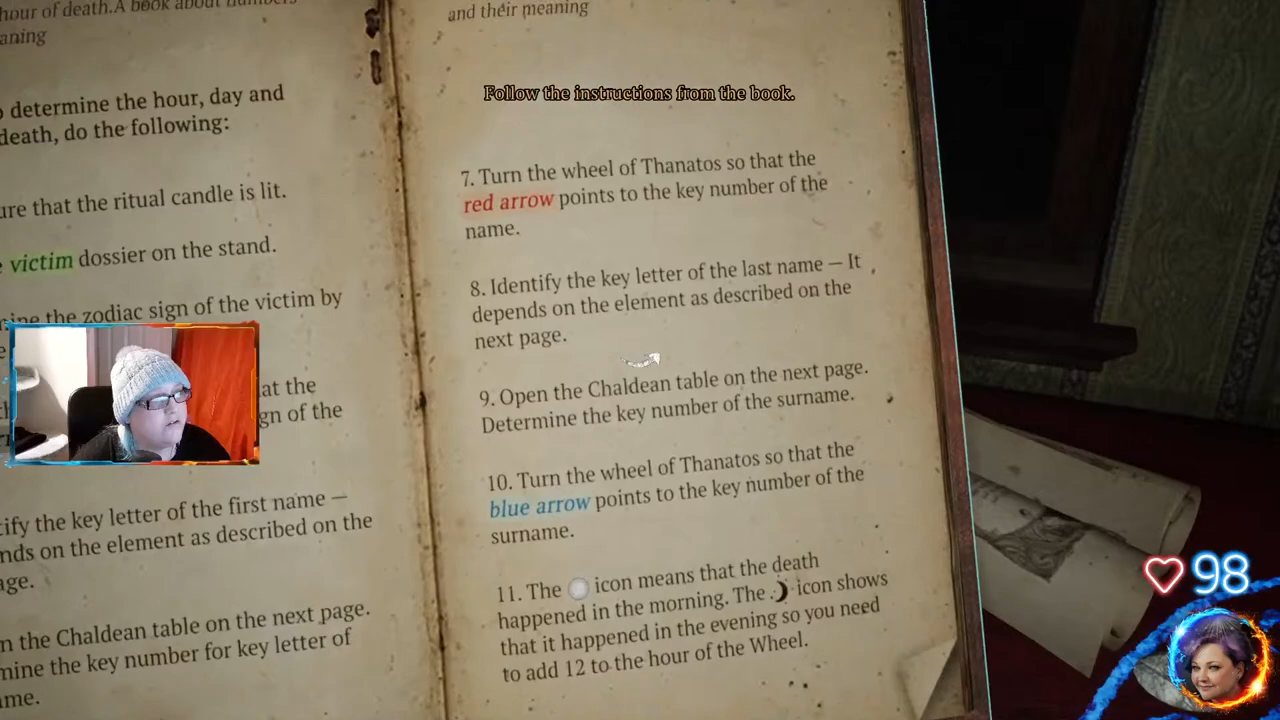 hour of death. A book about numbers
aning
determine the hour, day and
death, do the following:
ure that the ritual candle is lit.
victim dossier on the stand.
mine the zodiac sign of the victim by
at the
gn of the
tify the key letter of the first name —
nds on the element as described on the
age.
n the Chaldean table on the next page.
mine the key number for key letter of
ame.
and their meaning
Follow the instructions from the book.
7. Turn the wheel of Thanatos so that the
red arrow points to the key number of the
name.
8. Identify the key letter of the last name — It
depends on the element as described on the
next page.
9. Open the Chaldean table on the next page.
Determine the key number of the surname.
10. Turn the wheel of Thanatos so that the
blue arrow points to the key number of the
surname.
11. The icon means that the death
happened in the morning. The icon shows
that it happened in the evening so you need
to add 12 to the hour of the Wheel.
98